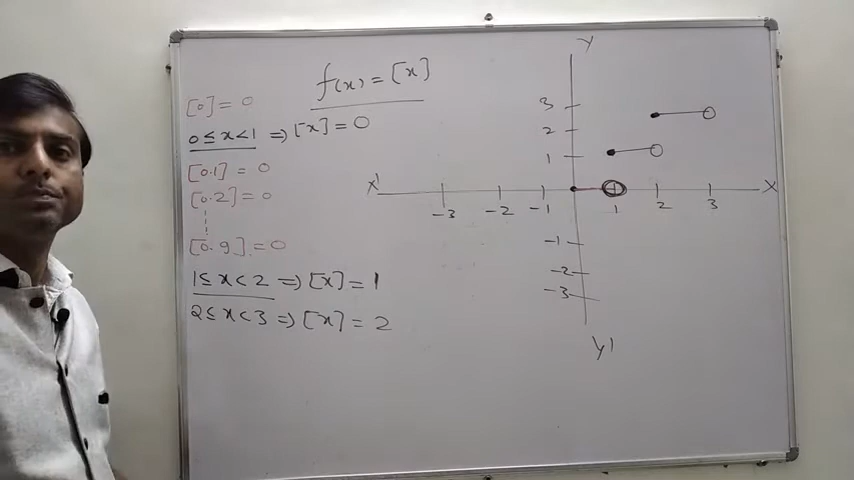 f(x) = [x]
[0] = 0
0 ≤ x < 1 ⇒ [x] = 0
[0.1] = 0
[0.2] = 0
[0.9] = 0
1 ≤ x < 2 ⇒ [x] = 1
2 ≤ x < 3 ⇒ [x] = 2
Y
3
2
1
X' X
-3 -2 -1 1 2 3
-1
-2
-3
Y'